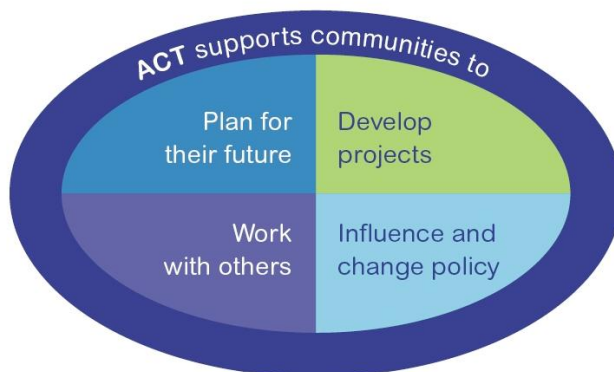 ACT supports communities to
Plan for
their future
Develop
projects
Work
with others
Influence and
change policy